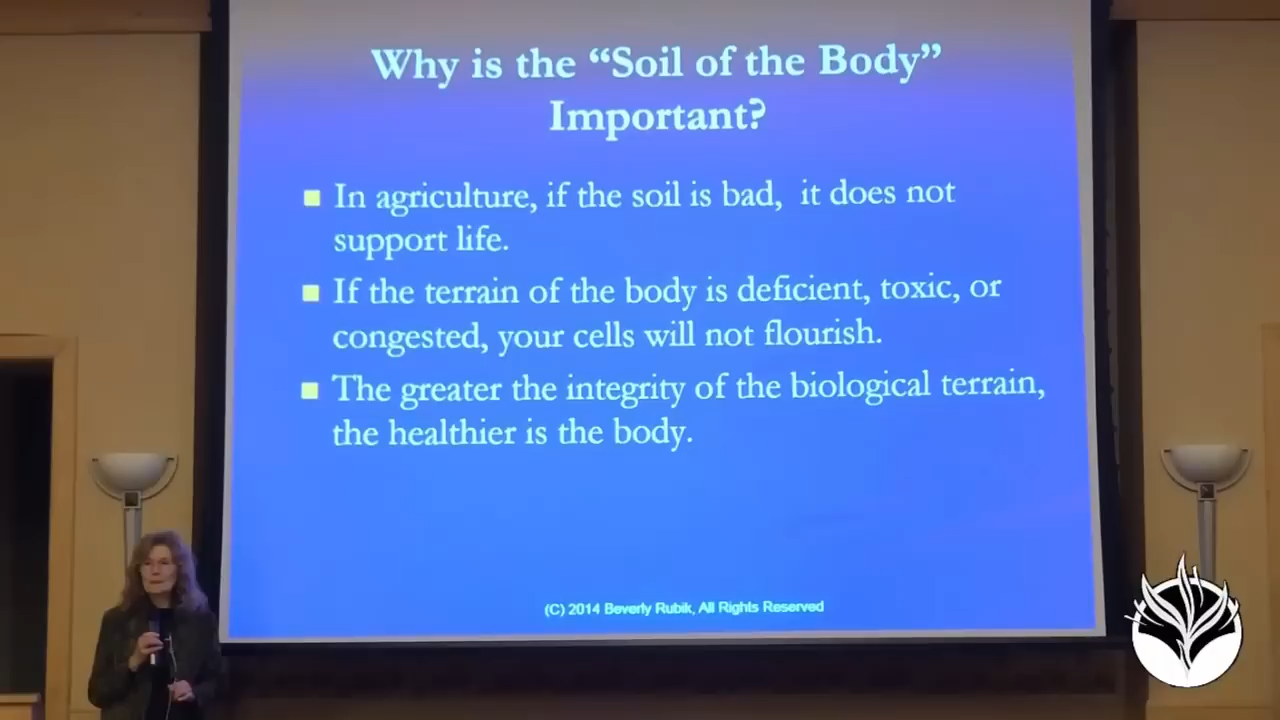 Why is the “Soil of the Body”
Important?
■ In agriculture, if the soil is bad, it does not
support life.
■ If the terrain of the body is deficient, toxic, or
congested, your cells will not flourish.
■ The greater the integrity of the biological terrain,
the healthier is the body.
(C) 2014 Beverly Rubik, All Rights Reserved